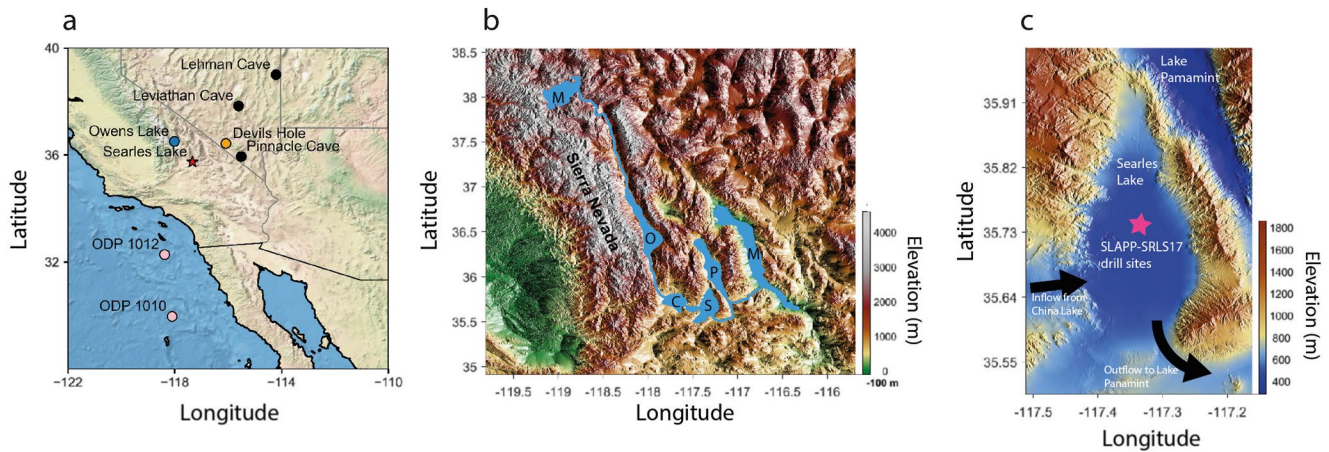 a
40
36
32
Latitude
−122
−118
−114
−110
Longitude
Lehman Cave
Leviathan Cave
Owens Lake
Devils Hole
Searles Lake
Pinnacle Cave
ODP 1012
ODP 1010
b
38.5
38
37.5
37
36.5
36
35.5
35
Latitude
-119.5
-119
-118.5
-118
-117.5
-117
-116.5
-116
Longitude
M
Sierra Nevada
O
M
P
C
S
4000
3000
2000
1000
0
-100 m
Elevation (m)
c
35.91
35.82
35.73
35.64
35.55
Latitude
-117.5
-117.4
-117.3
-117.2
Longitude
Lake
Pamamint
Searles
Lake
SLAPP-SRLS17
drill sites
Inflow from
China Lake
Outflow to Lake
Panamint
1800
1600
1400
1200
1000
800
600
400
Elevation (m)